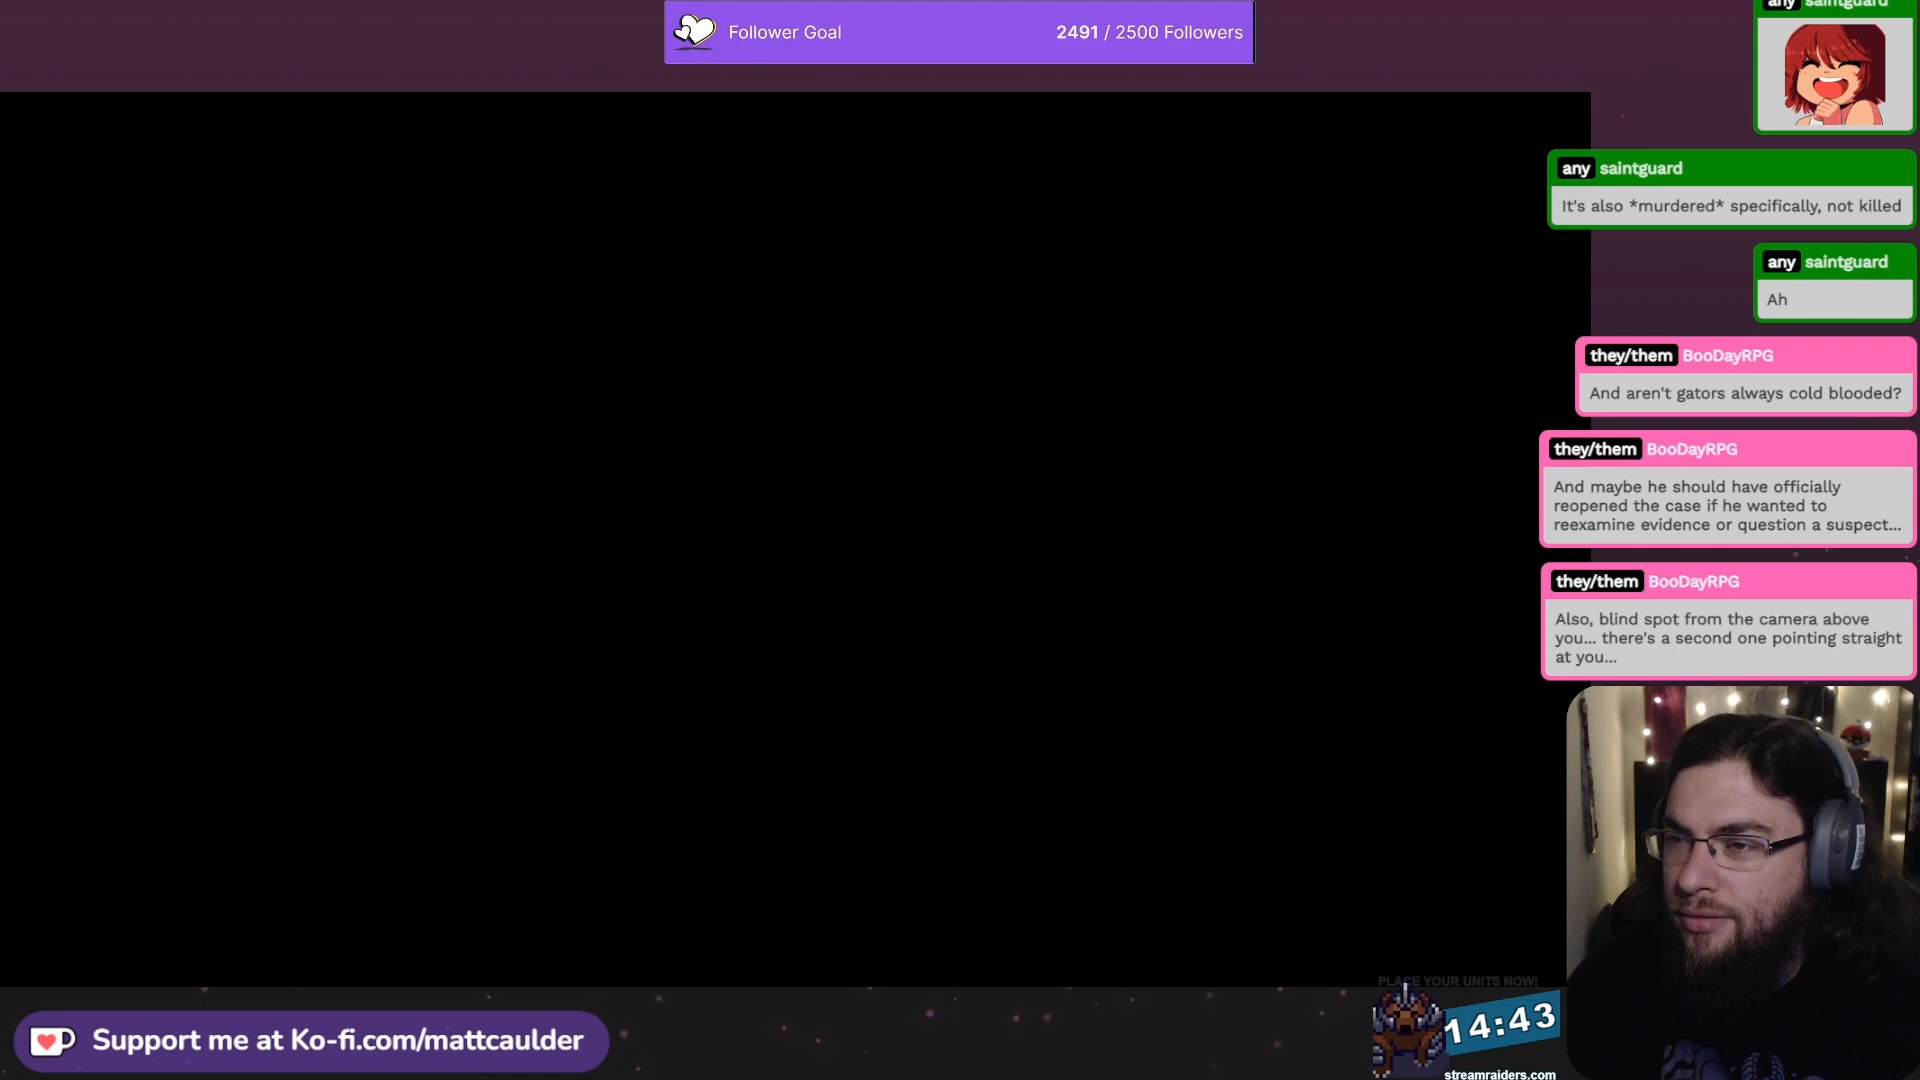 Follower Goal
2491 / 2500 Followers
any saintguard
any saintguard
It's also *murdered* specifically, not killed
any saintguard
Ah
they/them BooDayRPG
And aren't gators always cold blooded?
they/them BooDayRPG
And maybe he should have officially
reopened the case if he wanted to
reexamine evidence or question a suspect...
they/them BooDayRPG
Also, blind spot from the camera above
you... there's a second one pointing straight
at you...
PLACE YOUR UNITS NOW!
14:43
streamraiders.com
Support me at Ko-fi.com/mattcaulder